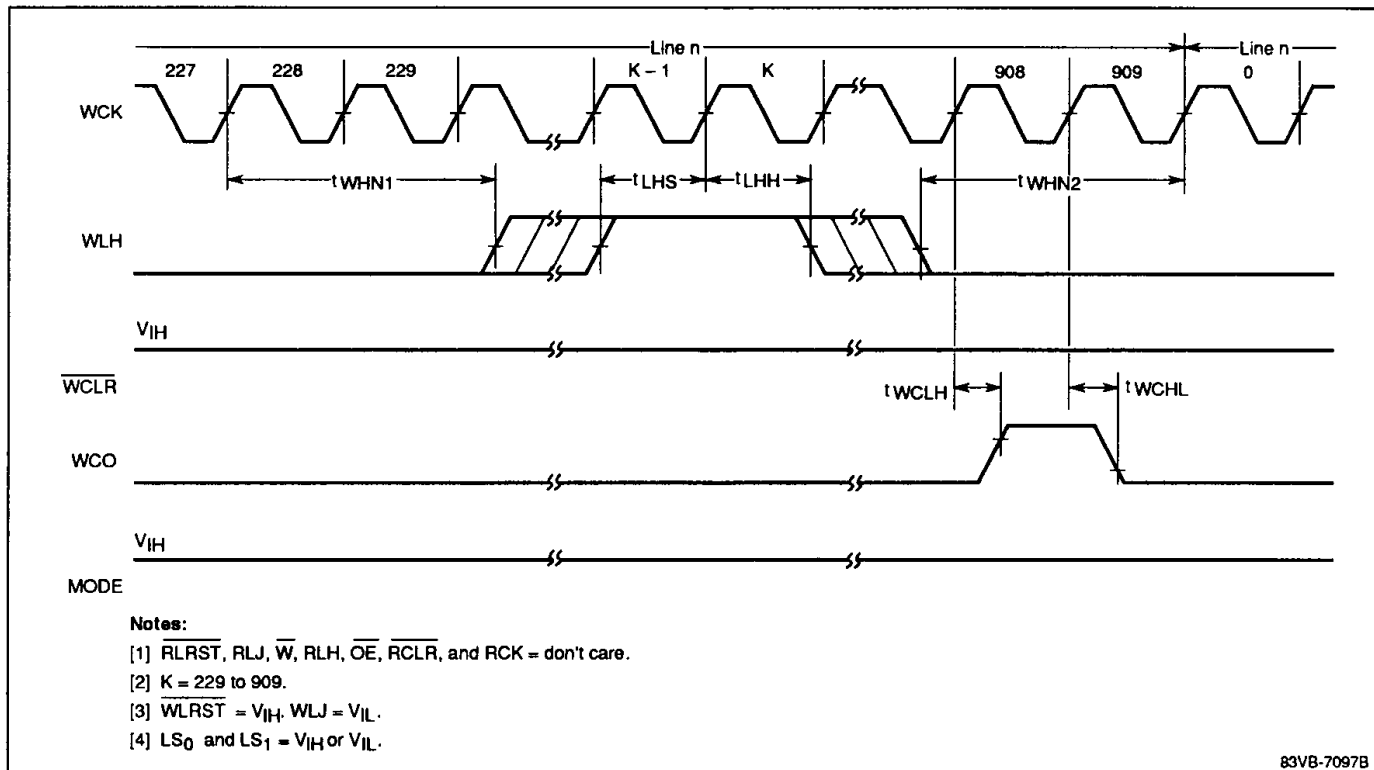 Line n Line n
227 228 229 K – 1 K 908 909 0
WCK
tWHN1 tLHS tLHH tWHN2
WLH
VIH
WCLR
tWCLH tWCHL
WCO
VIH
MODE
Notes:
[1] RLRST, RLJ, W, RLH, OE, RCLR, and RCK = don't care.
[2] K = 229 to 909.
[3] WLRST = VIH. WLJ = VIL.
[4] LS0 and LS1 = VIH or VIL.
83VB-7097B